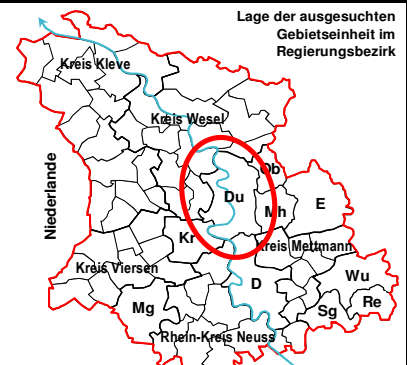 Lage der ausgesuchten
Gebietseinheit im
Regierungsbezirk
Kreis Kleve
Kreis Wesel
Niederlande
Ob
Du
Mh
E
Kr
Kreis Mettmann
Kreis Viersen
Wu
D
Mg
Sg
Re
Rhein-Kreis Neuss